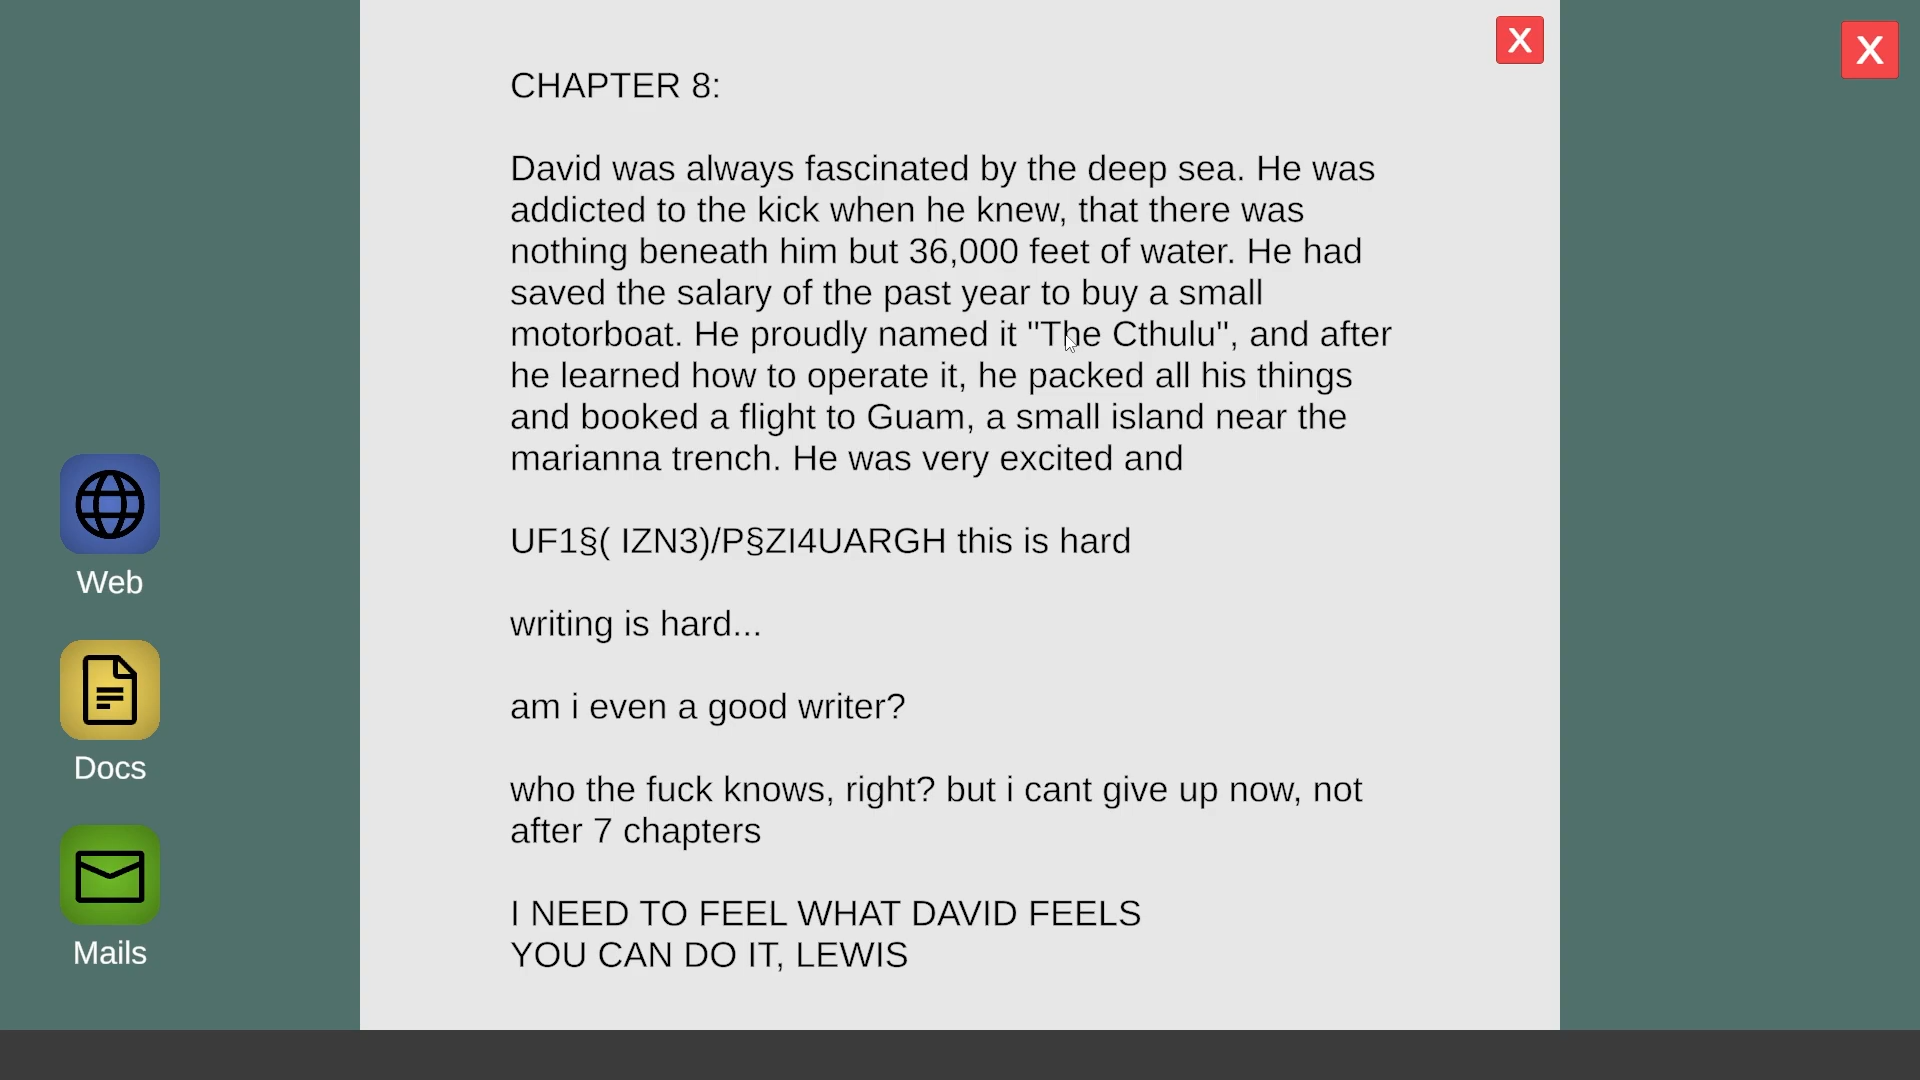 X
X
CHAPTER 8:
David was always fascinated by the deep sea. He was
addicted to the kick when he knew, that there was
nothing beneath him but 36,000 feet of water. He had
saved the salary of the past year to buy a small
motorboat. He proudly named it "The Cthulu", and after
he learned how to operate it, he packed all his things
and booked a flight to Guam, a small island near the
marianna trench. He was very excited and
UF1§( IZN3)/P§ZI4UARGH this is hard
writing is hard...
am i even a good writer?
who the fuck knows, right? but i cant give up now, not
after 7 chapters
I NEED TO FEEL WHAT DAVID FEELS
YOU CAN DO IT, LEWIS
Web
Docs
Mails